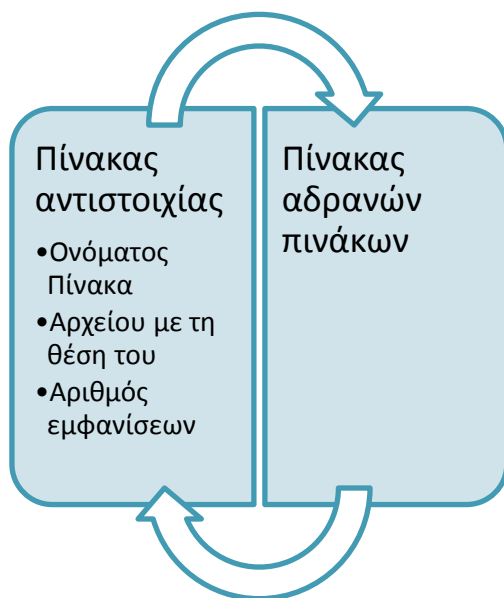 Πίνακας
αντιστοιχίας
•Ονόματος
Πίνακα
•Αρχείου με τη
θέση του
•Αριθμός
εμφανίσεων
Πίνακας
αδρανών
πινάκων